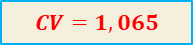 CV = 1,065